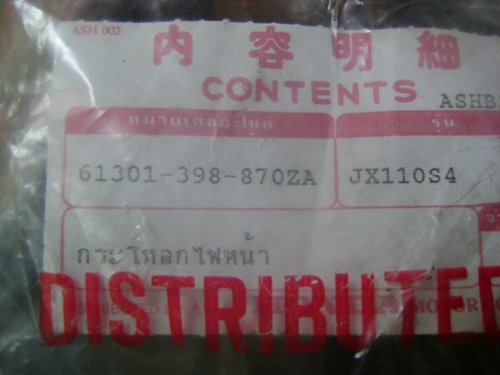 ASH 002
内容明細
CONTENTS
ASHB
หมายเลขอะไหล่ รุ่น
61301-398-870ZA JX110S4
กระโหลกไฟหน้า
DISTRIBUTE
MOTOR